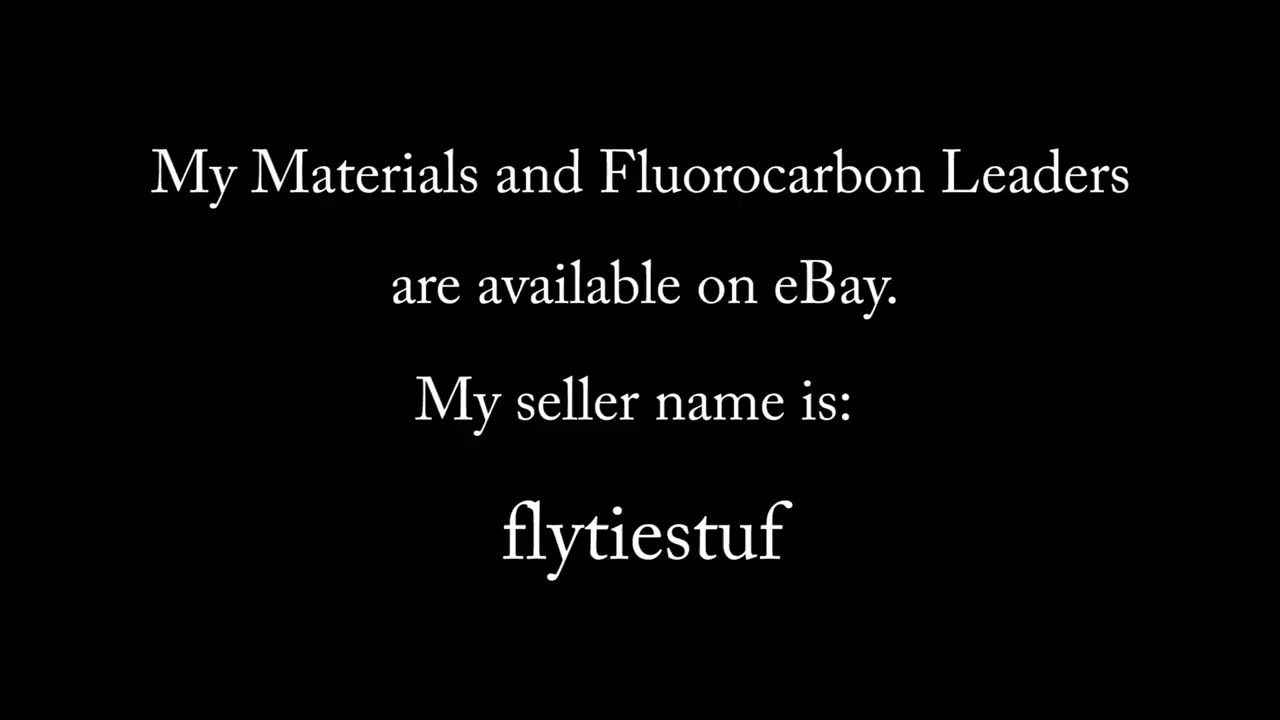 My Materials and Fluorocarbon Leaders
are available on eBay.
My seller name is:
flytiestuf